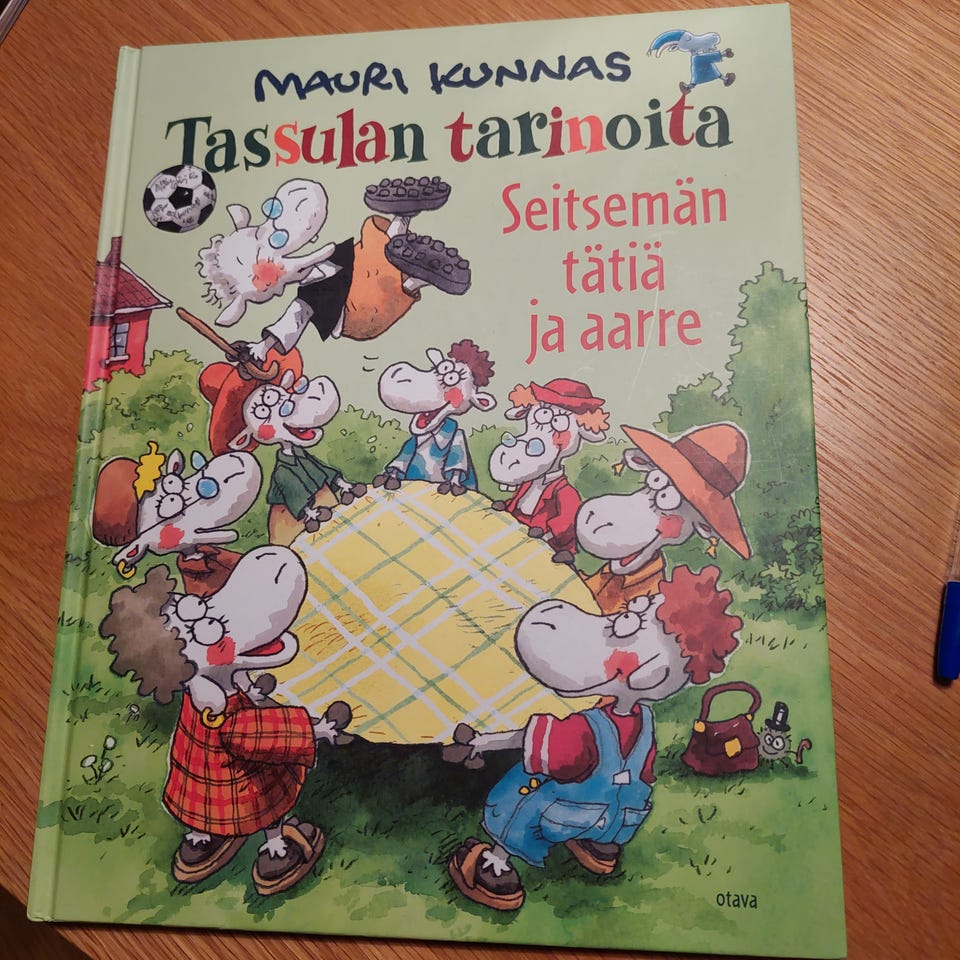 MAURI KUNNAS
Tassulan tarinoita
Seitsemän
tätiä
ja aarre
otava